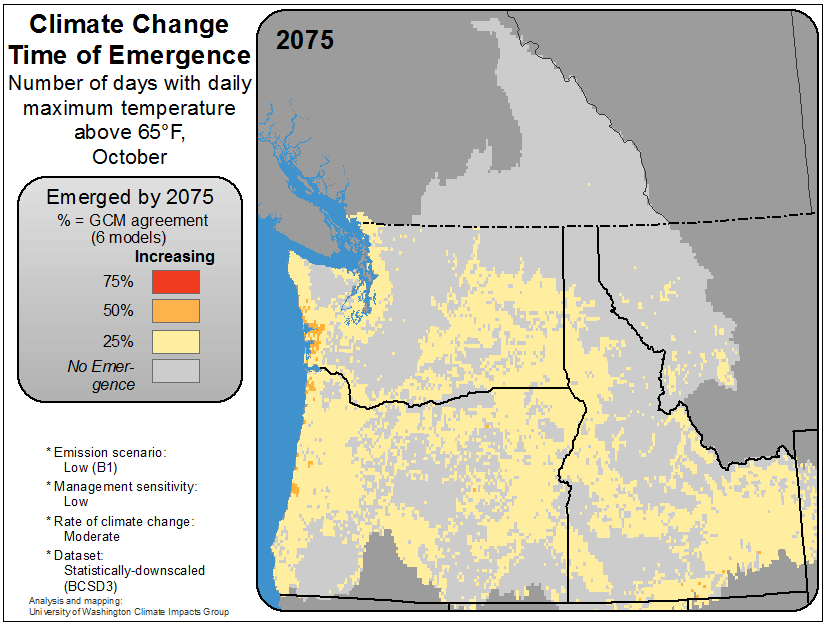 Climate Change
Time of Emergence
Number of days with daily
maximum temperature
above 65°F,
October
2075
Emerged by 2075
% = GCM agreement
(6 models)
Increasing
75%
50%
25%
No Emer-
gence
* Emission scenario:
Low (B1)
* Management sensitivity:
Low
* Rate of climate change:
Moderate
* Dataset:
Statistically-downscaled
(BCSD3)
Analysis and mapping:
University of Washington Climate Impacts Group